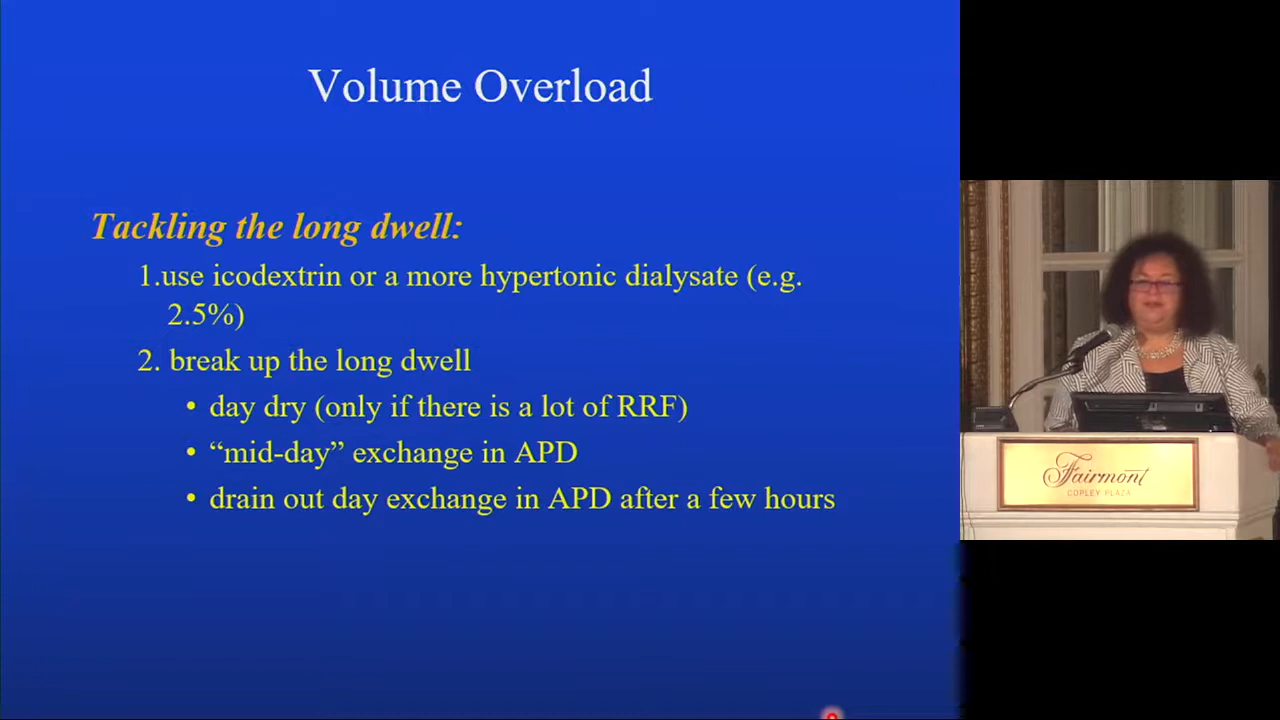 Volume Overload
Tackling the long dwell:
1.use icodextrin or a more hypertonic dialysate (e.g.
2.5%)
2. break up the long dwell
• day dry (only if there is a lot of RRF)
• “mid-day” exchange in APD
• drain out day exchange in APD after a few hours
Fairmont
COPLEY PLAZA